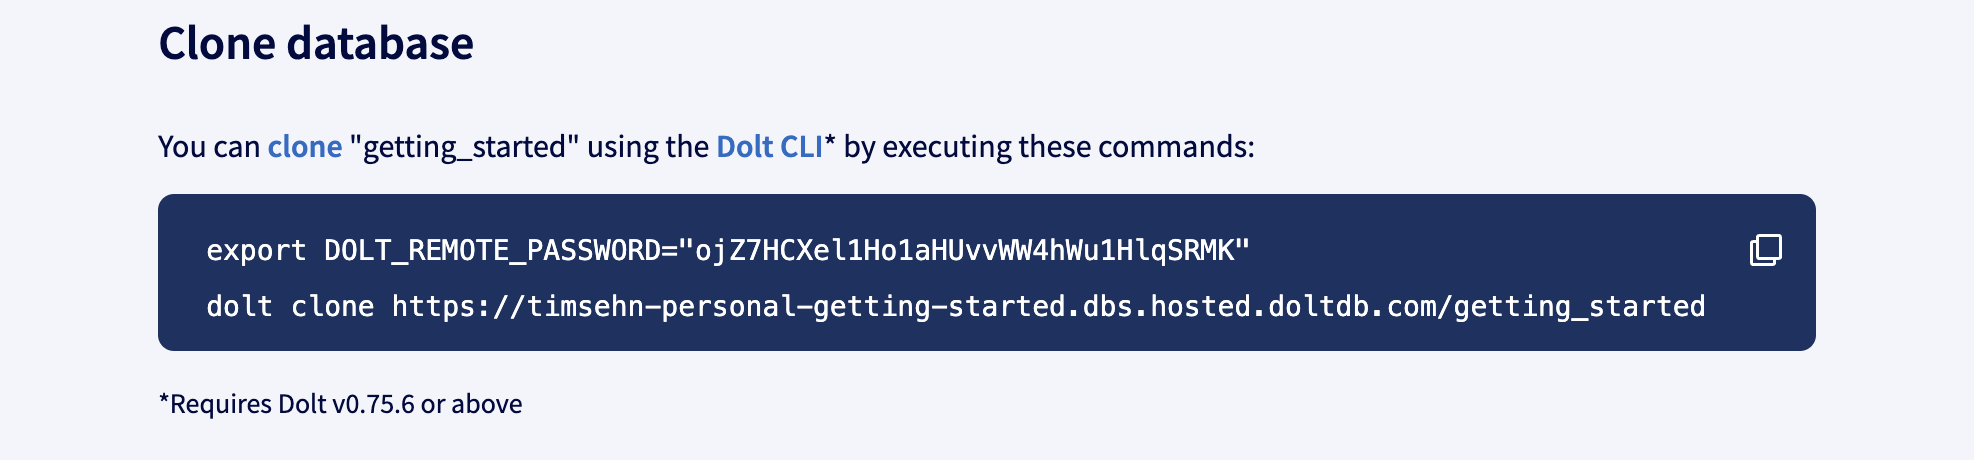 Clone database
You can clone "getting_started" using the Dolt CLI* by executing these commands:
export DOLT_REMOTE_PASSWORD="ojZ7HCXel1Ho1aHUvvWW4hWu1HlqSRMK"
dolt clone https://timsehn-personal-getting-started.dbs.hosted.doltdb.com/getting_started
*Requires Dolt v0.75.6 or above